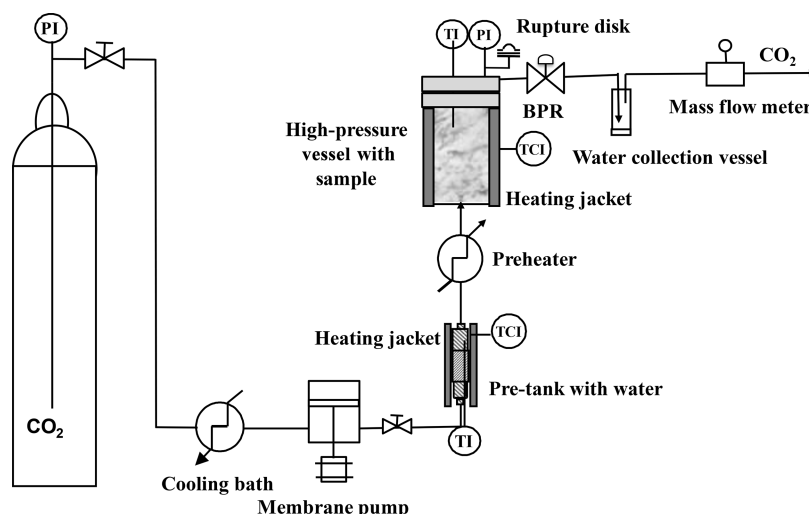 PI
TI
PI
Rupture disk
CO2
BPR
Mass flow meter
High-pressure
vessel with
sample
TCI
Water collection vessel
Heating jacket
Preheater
Heating jacket
TCI
Pre-tank with water
CO2
TI
Cooling bath
Membrane pump